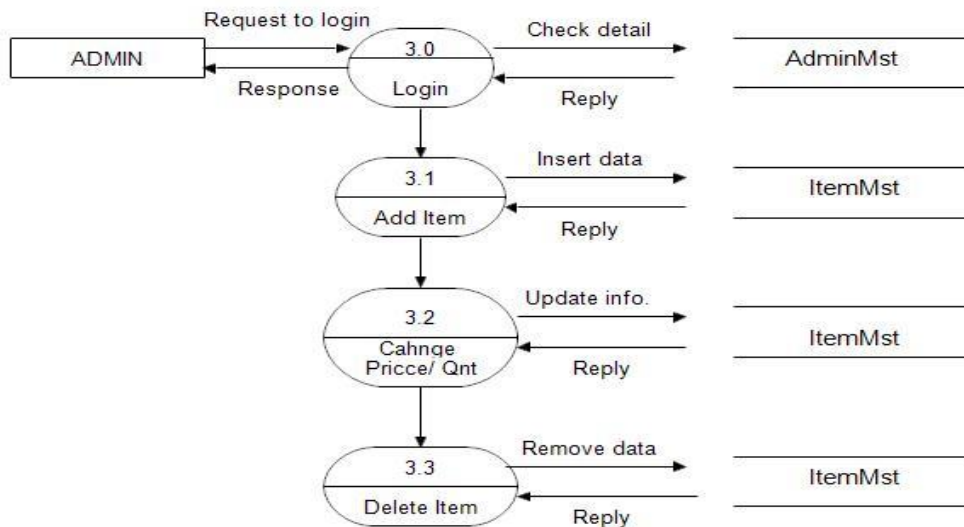 Request to login
ADMIN
Response
3.0
Login
Check detail
Reply
AdminMst
3.1
Add Item
Insert data
Reply
ItemMst
3.2
Cahnge
Pricce/ Qnt
Update info.
Reply
ItemMst
3.3
Delete Item
Remove data
Reply
ItemMst